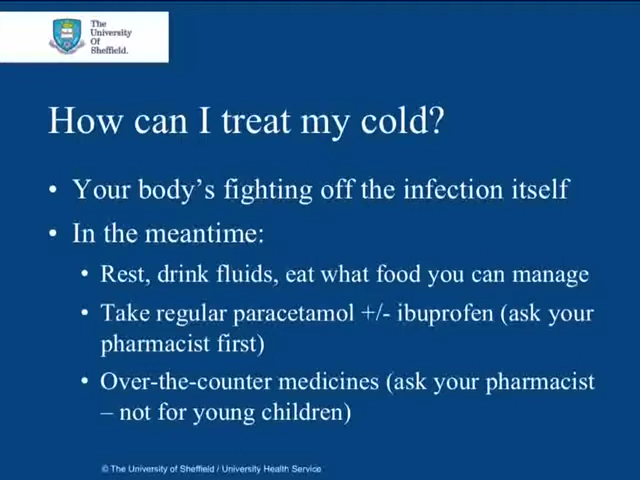 The
University
Of
Sheffield.
How can I treat my cold?
• Your body's fighting off the infection itself
• In the meantime:
• Rest, drink fluids, eat what food you can manage
• Take regular paracetamol +/- ibuprofen (ask your
pharmacist first)
• Over-the-counter medicines (ask your pharmacist
– not for young children)
© The University of Sheffield / University Health Service